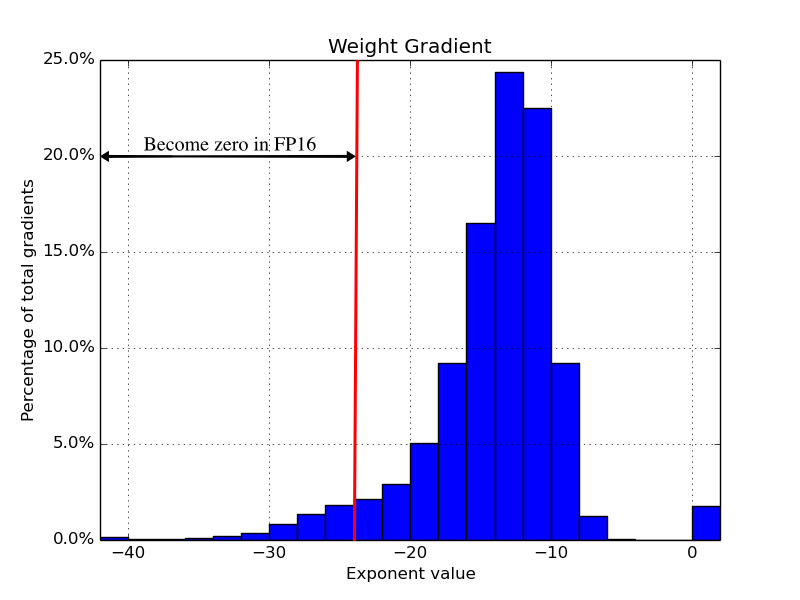 Weight Gradient
25.0%
Become zero in FP16
20.0%
15.0%
10.0%
5.0%
0.0%
Percentage of total gradients
−40 −30 −20 −10 0
Exponent value